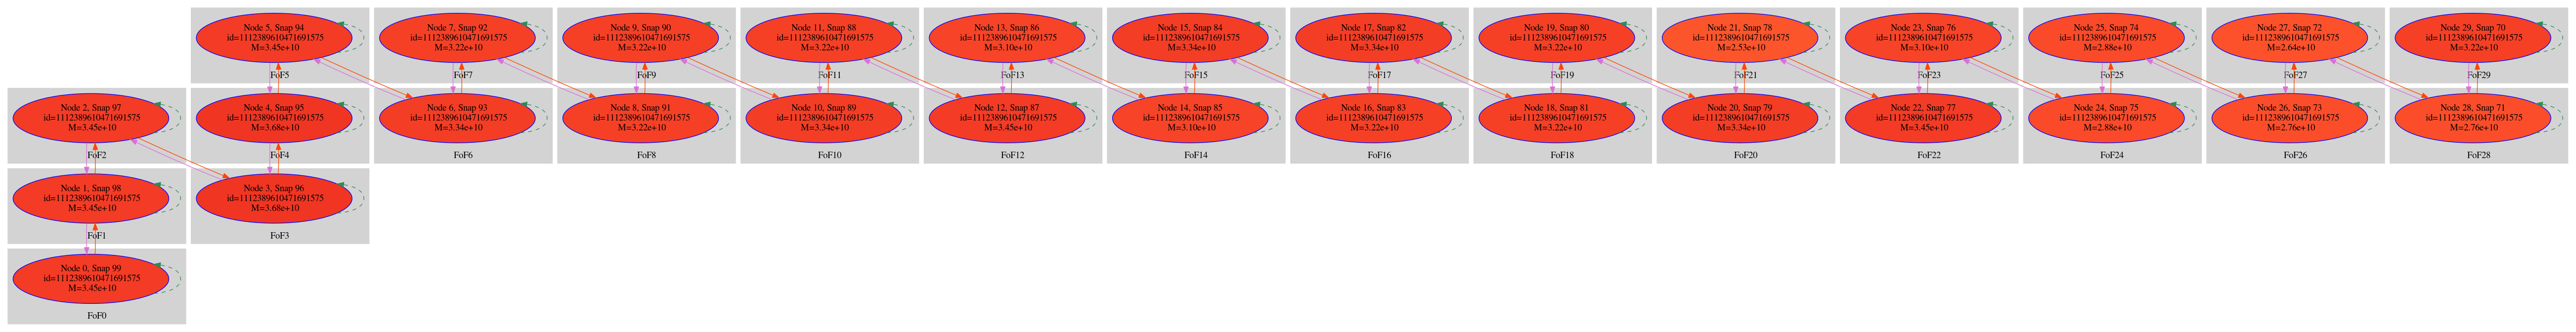 Node 5, Snap 94
id=1112389610471691575
M=3.45e+10
FoF5
Node 7, Snap 92
id=1112389610471691575
M=3.22e+10
FoF7
Node 9, Snap 90
id=1112389610471691575
M=3.22e+10
FoF9
Node 11, Snap 88
id=1112389610471691575
M=3.22e+10
FoF11
Node 13, Snap 86
id=1112389610471691575
M=3.10e+10
FoF13
Node 15, Snap 84
id=1112389610471691575
M=3.34e+10
FoF15
Node 17, Snap 82
id=1112389610471691575
M=3.34e+10
FoF17
Node 19, Snap 80
id=1112389610471691575
M=3.22e+10
FoF19
Node 21, Snap 78
id=1112389610471691575
M=2.53e+10
FoF21
Node 23, Snap 76
id=1112389610471691575
M=3.10e+10
FoF23
Node 25, Snap 74
id=1112389610471691575
M=2.88e+10
FoF25
Node 27, Snap 72
id=1112389610471691575
M=2.64e+10
FoF27
Node 29, Snap 70
id=1112389610471691575
M=3.22e+10
FoF29
Node 2, Snap 97
id=1112389610471691575
M=3.45e+10
FoF2
Node 4, Snap 95
id=1112389610471691575
M=3.68e+10
FoF4
Node 6, Snap 93
id=1112389610471691575
M=3.34e+10
FoF6
Node 8, Snap 91
id=1112389610471691575
M=3.22e+10
FoF8
Node 10, Snap 89
id=1112389610471691575
M=3.34e+10
FoF10
Node 12, Snap 87
id=1112389610471691575
M=3.45e+10
FoF12
Node 14, Snap 85
id=1112389610471691575
M=3.10e+10
FoF14
Node 16, Snap 83
id=1112389610471691575
M=3.22e+10
FoF16
Node 18, Snap 81
id=1112389610471691575
M=3.22e+10
FoF18
Node 20, Snap 79
id=1112389610471691575
M=3.34e+10
FoF20
Node 22, Snap 77
id=1112389610471691575
M=3.45e+10
FoF22
Node 24, Snap 75
id=1112389610471691575
M=2.88e+10
FoF24
Node 26, Snap 73
id=1112389610471691575
M=2.76e+10
FoF26
Node 28, Snap 71
id=1112389610471691575
M=2.76e+10
FoF28
Node 1, Snap 98
id=1112389610471691575
M=3.45e+10
FoF1
Node 3, Snap 96
id=1112389610471691575
M=3.68e+10
FoF3
Node 0, Snap 99
id=1112389610471691575
M=3.45e+10
FoF0